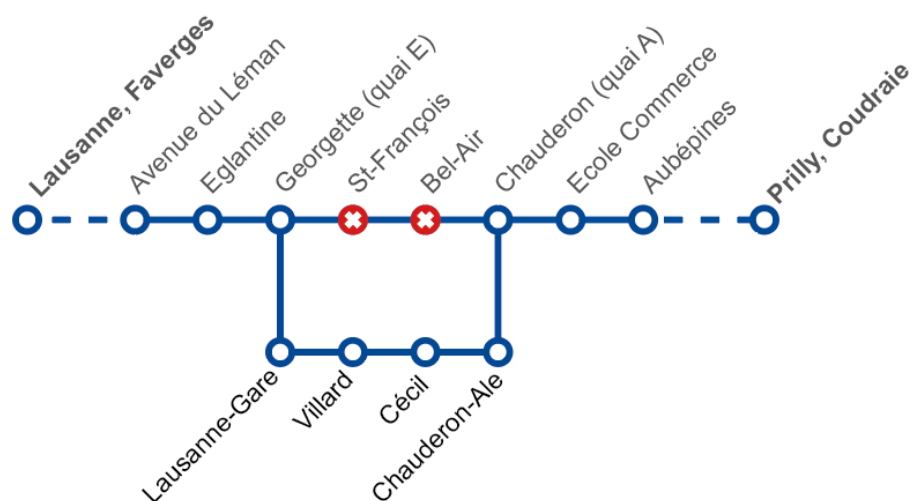 Lausanne, Faverges
Avenue du Léman
Eglantine
Georgette (quai E)
St-François
Bel-Air
Chauderon (quai A)
Ecole Commerce
Aubépines
Prilly, Coudraie
Lausanne-Gare
Villard
Cécil
Chauderon-Ale